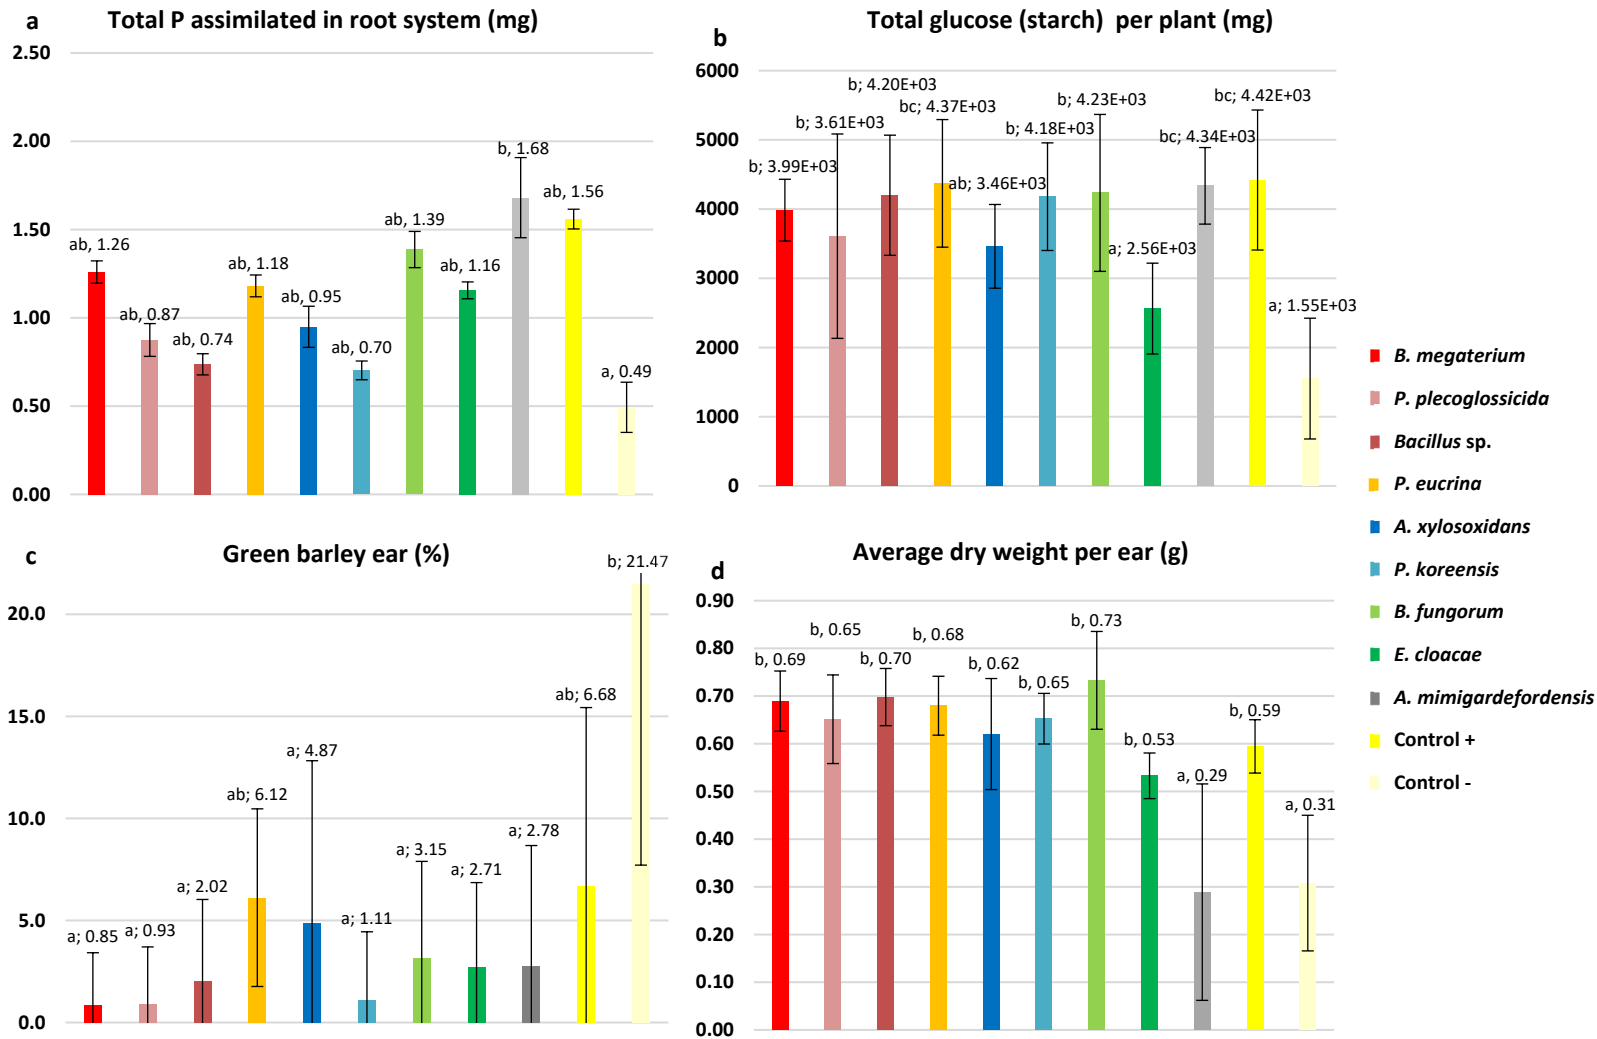 a
Total P assimilated in root system (mg)
2.50
2.00
1.50
1.00
0.50
0.00
ab, 1.26
ab, 0.87
ab, 0.74
ab, 1.18
ab, 0.95
ab, 0.70
ab, 1.39
ab, 1.16
b, 1.68
ab, 1.56
a, 0.49
b
Total glucose (starch) per plant (mg)
6000
5000
4000
3000
2000
1000
0
b; 3.99E+03
b; 3.61E+03
b; 4.20E+03
bc; 4.37E+03
ab; 3.46E+03
b; 4.18E+03
b; 4.23E+03
a; 2.56E+03
bc; 4.34E+03
bc; 4.42E+03
a; 1.55E+03
c
Green barley ear (%)
20.0
15.0
10.0
5.0
0.0
a; 0.85
a; 0.93
a; 2.02
ab; 6.12
a; 4.87
a; 1.11
a; 3.15
a; 2.71
a; 2.78
ab; 6.68
b; 21.47
d
Average dry weight per ear (g)
0.90
0.80
0.70
0.60
0.50
0.40
0.30
0.20
0.10
0.00
b, 0.69
b, 0.65
b, 0.70
b, 0.68
b, 0.62
b, 0.65
b, 0.73
b, 0.53
a, 0.29
b, 0.59
a, 0.31
B. megaterium
P. plecoglossicida
Bacillus sp.
P. eucrina
A. xylosoxidans
P. koreensis
B. fungorum
E. cloacae
A. mimigardefordensis
Control +
Control -